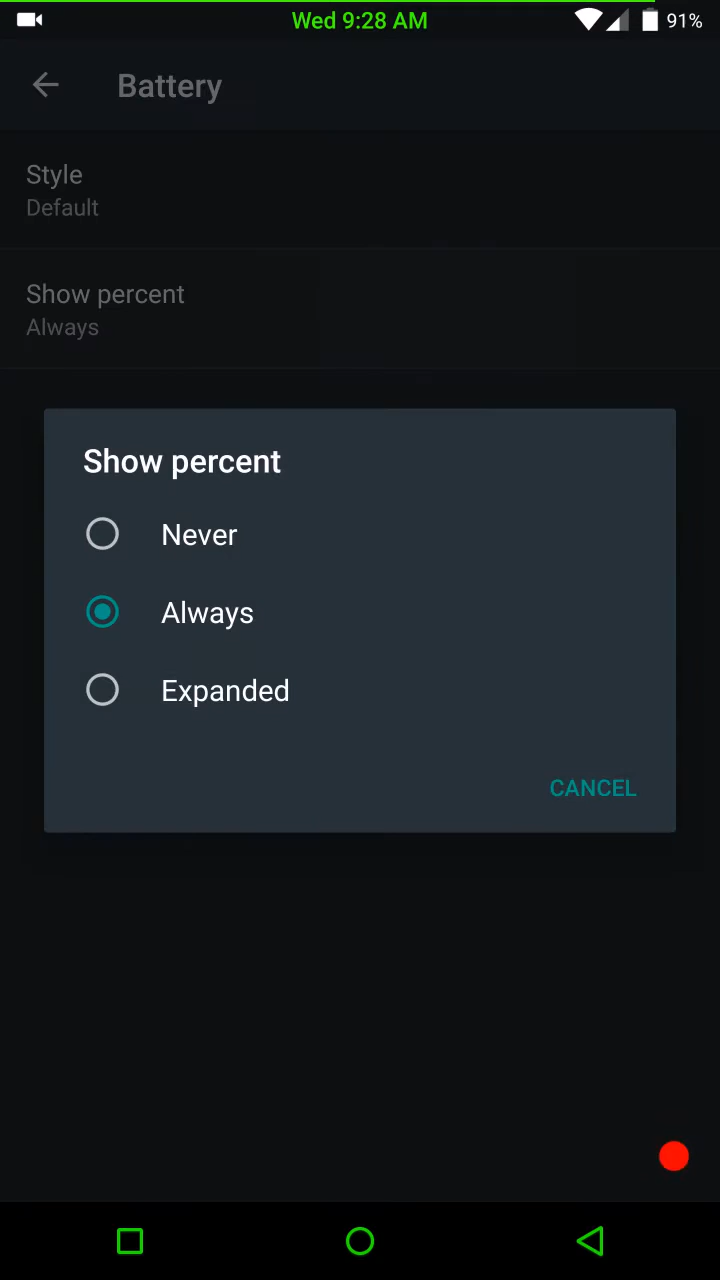 Wed 9:28 AM
91%
Battery
Style
Default
Show percent
Always
Show percent
Never
Always
Expanded
CANCEL